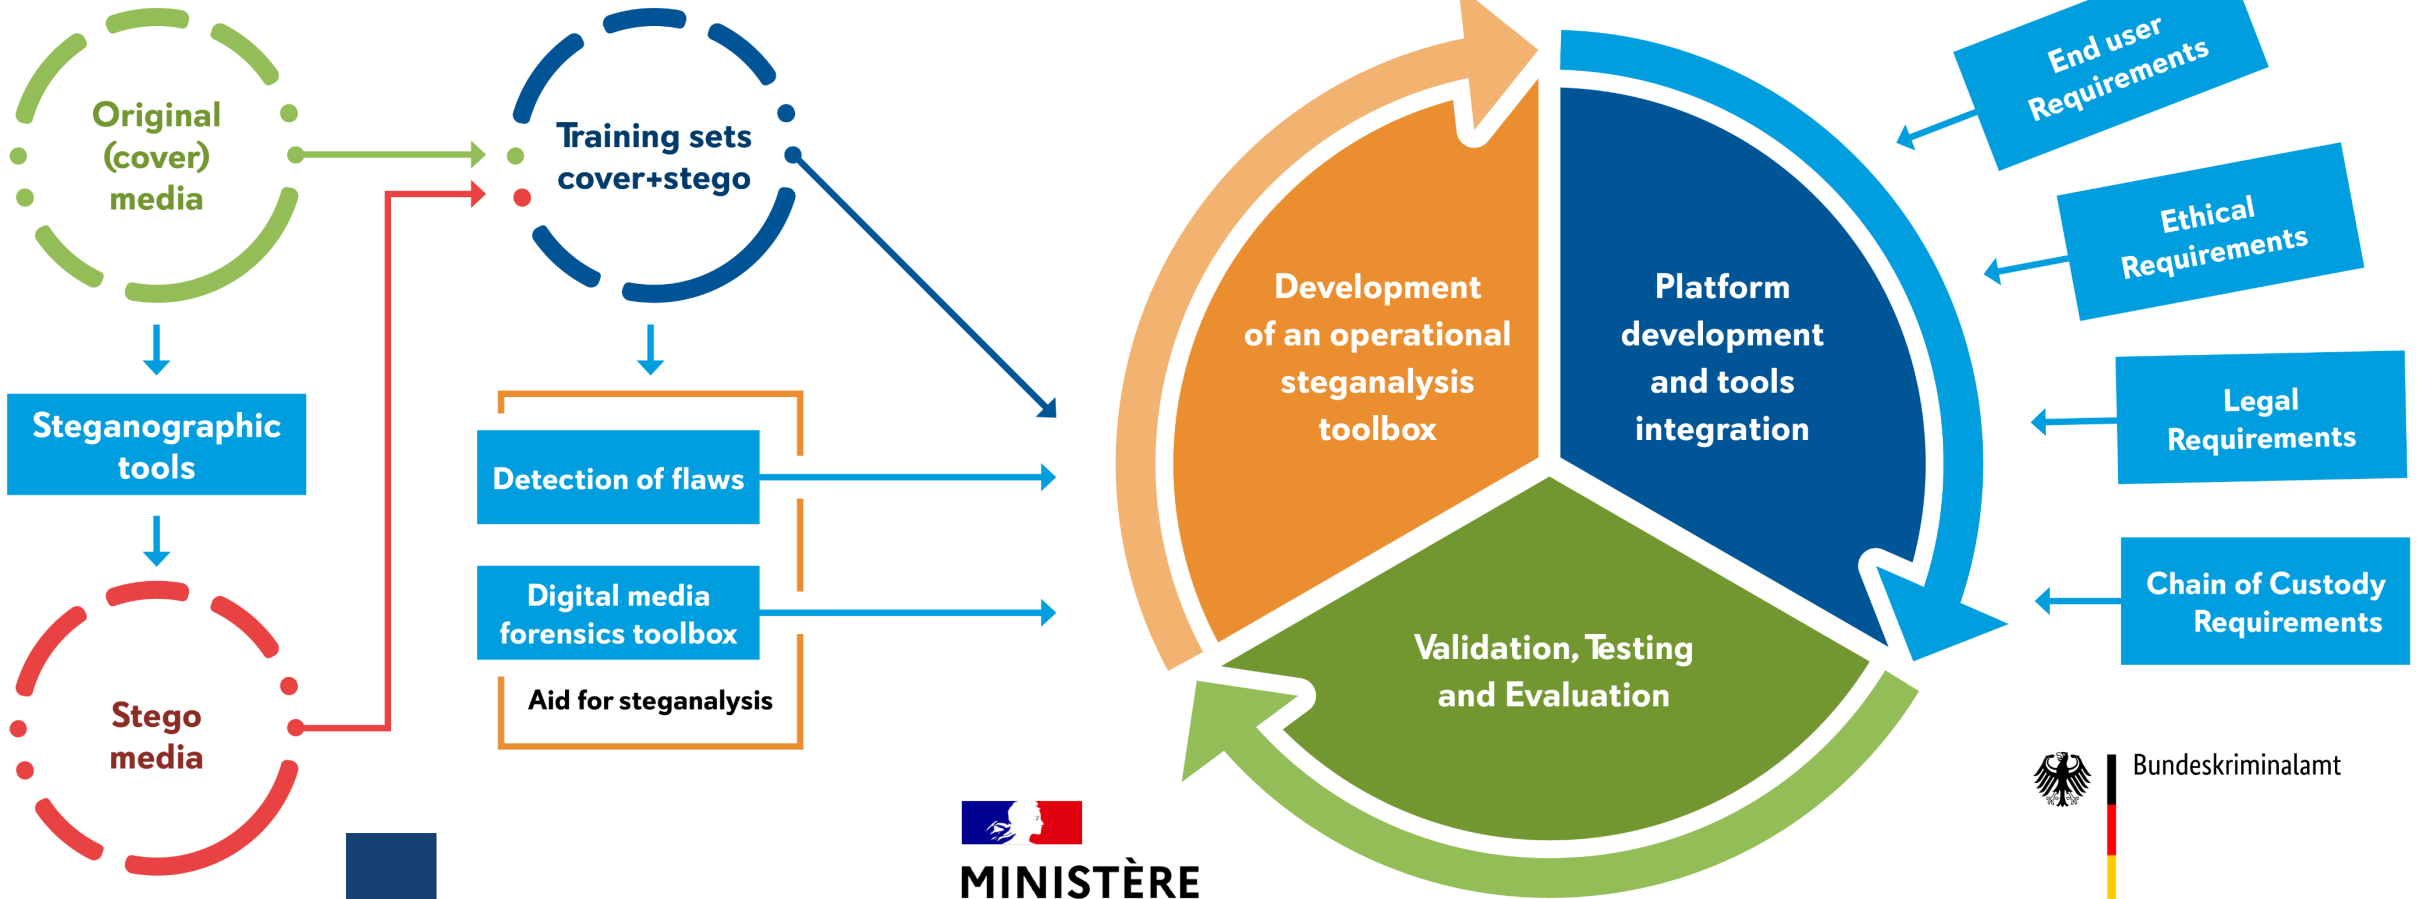 Original
(cover)
media
Training sets
cover+stego
Steganographic
tools
Detection of flaws
Digital media
forensics toolbox
Aid for steganalysis
Stego
media
Development
of an operational
steganalysis
toolbox
Platform
development
and tools
integration
Validation, Testing
and Evaluation
End user
Requirements
Ethical
Requirements
Legal
Requirements
Chain of Custody
Requirements
MINISTÈRE
Bundeskriminalamt